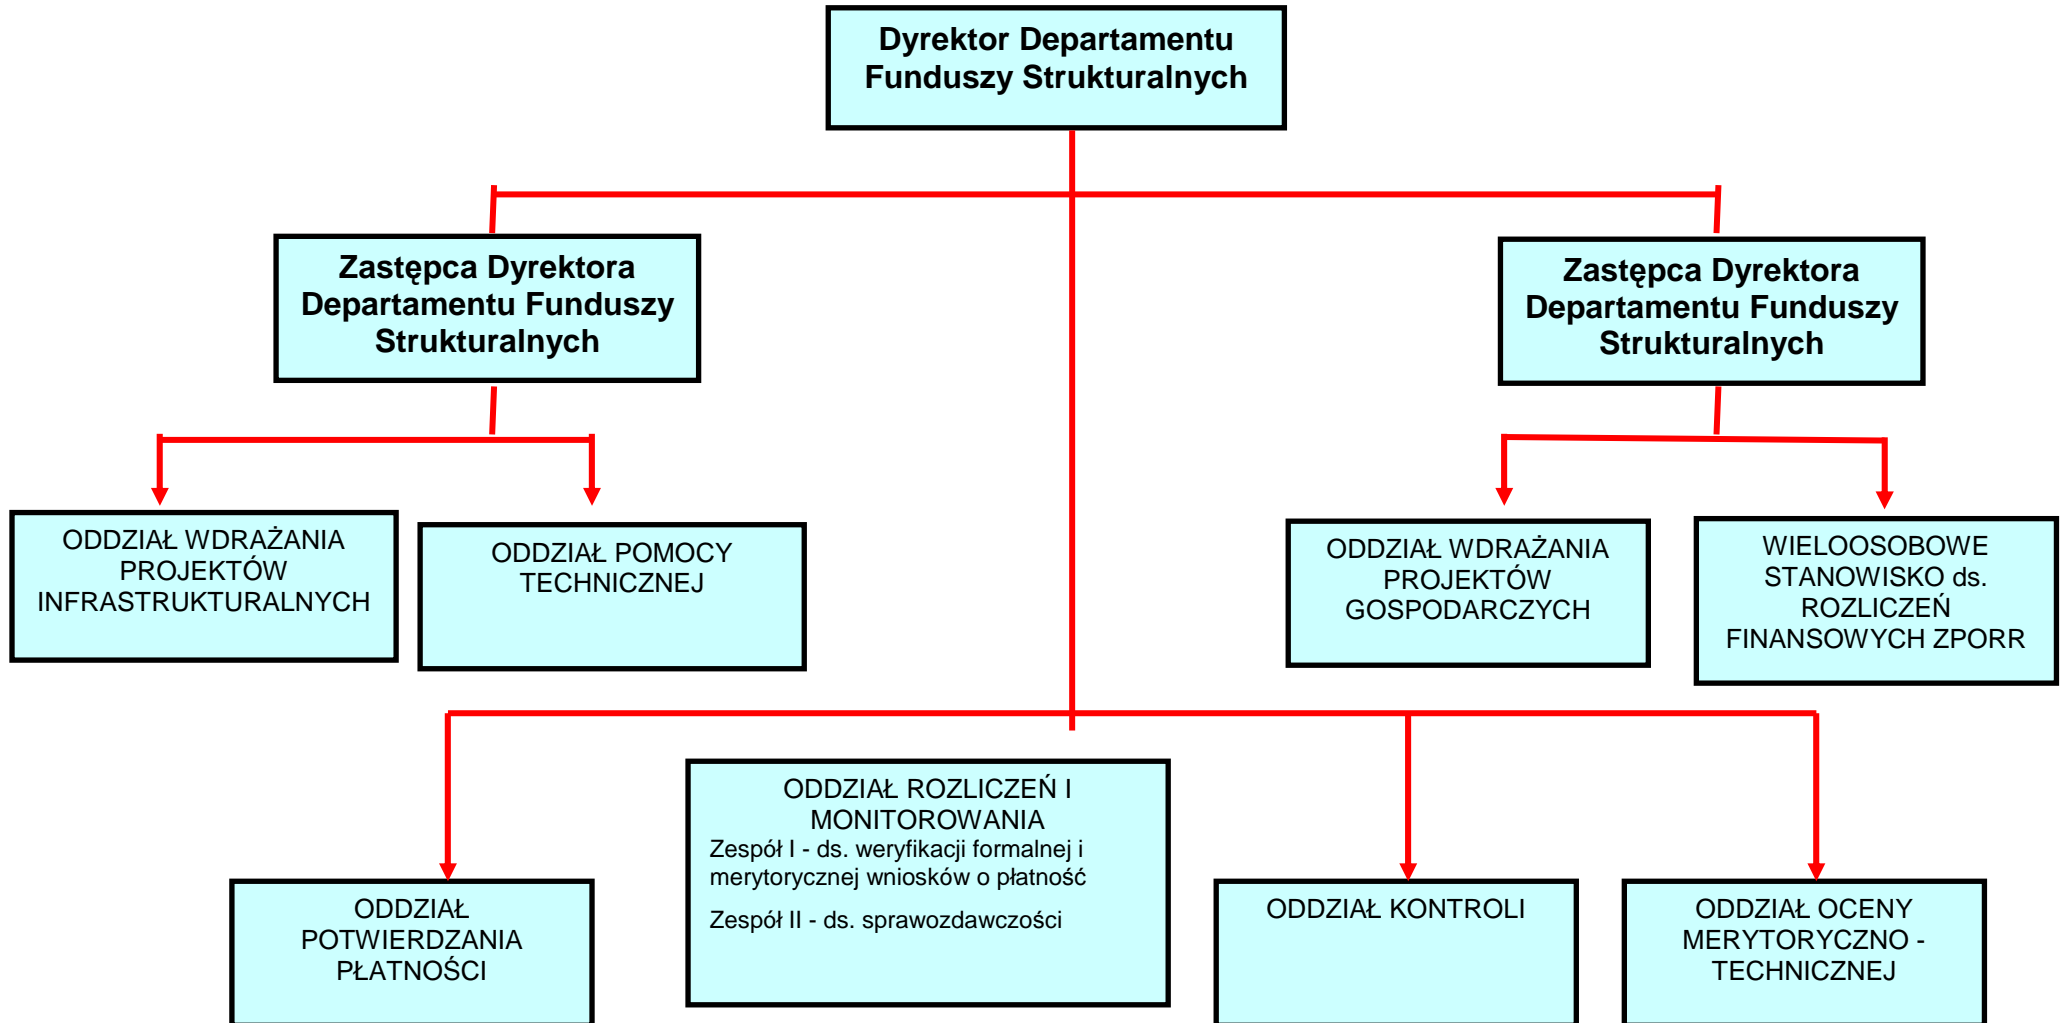 Dyrektor Departamentu
Funduszy Strukturalnych
Zastępca Dyrektora
Departamentu Funduszy
Strukturalnych
Zastępca Dyrektora
Departamentu Funduszy
Strukturalnych
ODDZIAŁ WDRAŻANIA
PROJEKTÓW
INFRASTRUKTURALNYCH
ODDZIAŁ POMOCY
TECHNICZNEJ
ODDZIAŁ WDRAŻANIA
PROJEKTÓW
GOSPODARCZYCH
WIELOOSOBOWE
STANOWISKO ds.
ROZLICZEŃ
FINANSOWYCH ZPORR
ODDZIAŁ
POTWIERDZANIA
PŁATNOŚCI
ODDZIAŁ ROZLICZEŃ I
MONITOROWANIA
Zespół I - ds. weryfikacji formalnej i
merytorycznej wniosków o płatność
Zespół II - ds. sprawozdawczości
ODDZIAŁ KONTROLI
ODDZIAŁ OCENY
MERYTORYCZNO -
TECHNICZNEJ